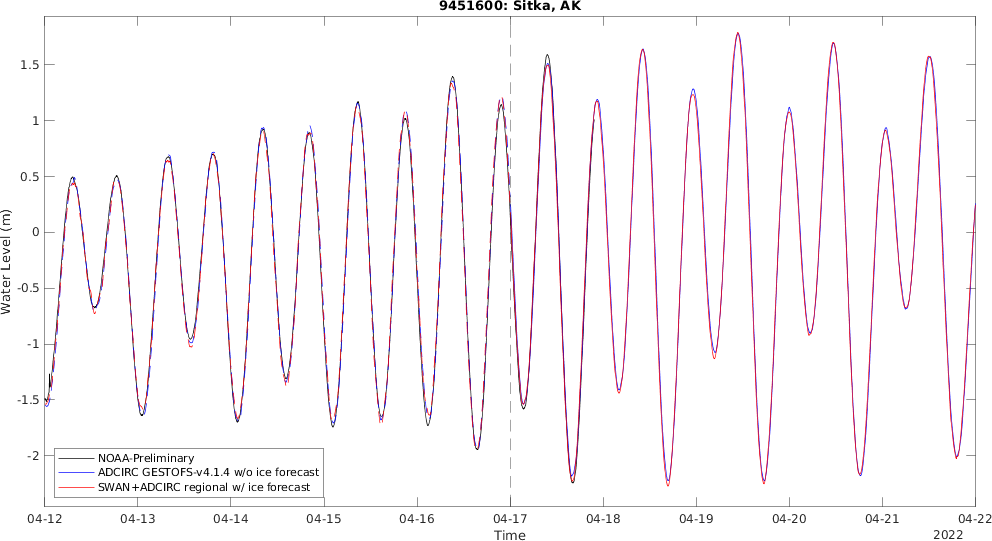 9451600: Sitka, AK
1.5
1
0.5
0
-0.5
-1
-1.5
-2
Water Level (m)
NOAA-Preliminary
ADCIRC GESTOFS-v4.1.4 w/o ice forecast
SWAN+ADCIRC regional w/ ice forecast
04-12 04-13 04-14 04-15 04-16 04-17 04-18 04-19 04-20 04-21 04-22
Time
2022